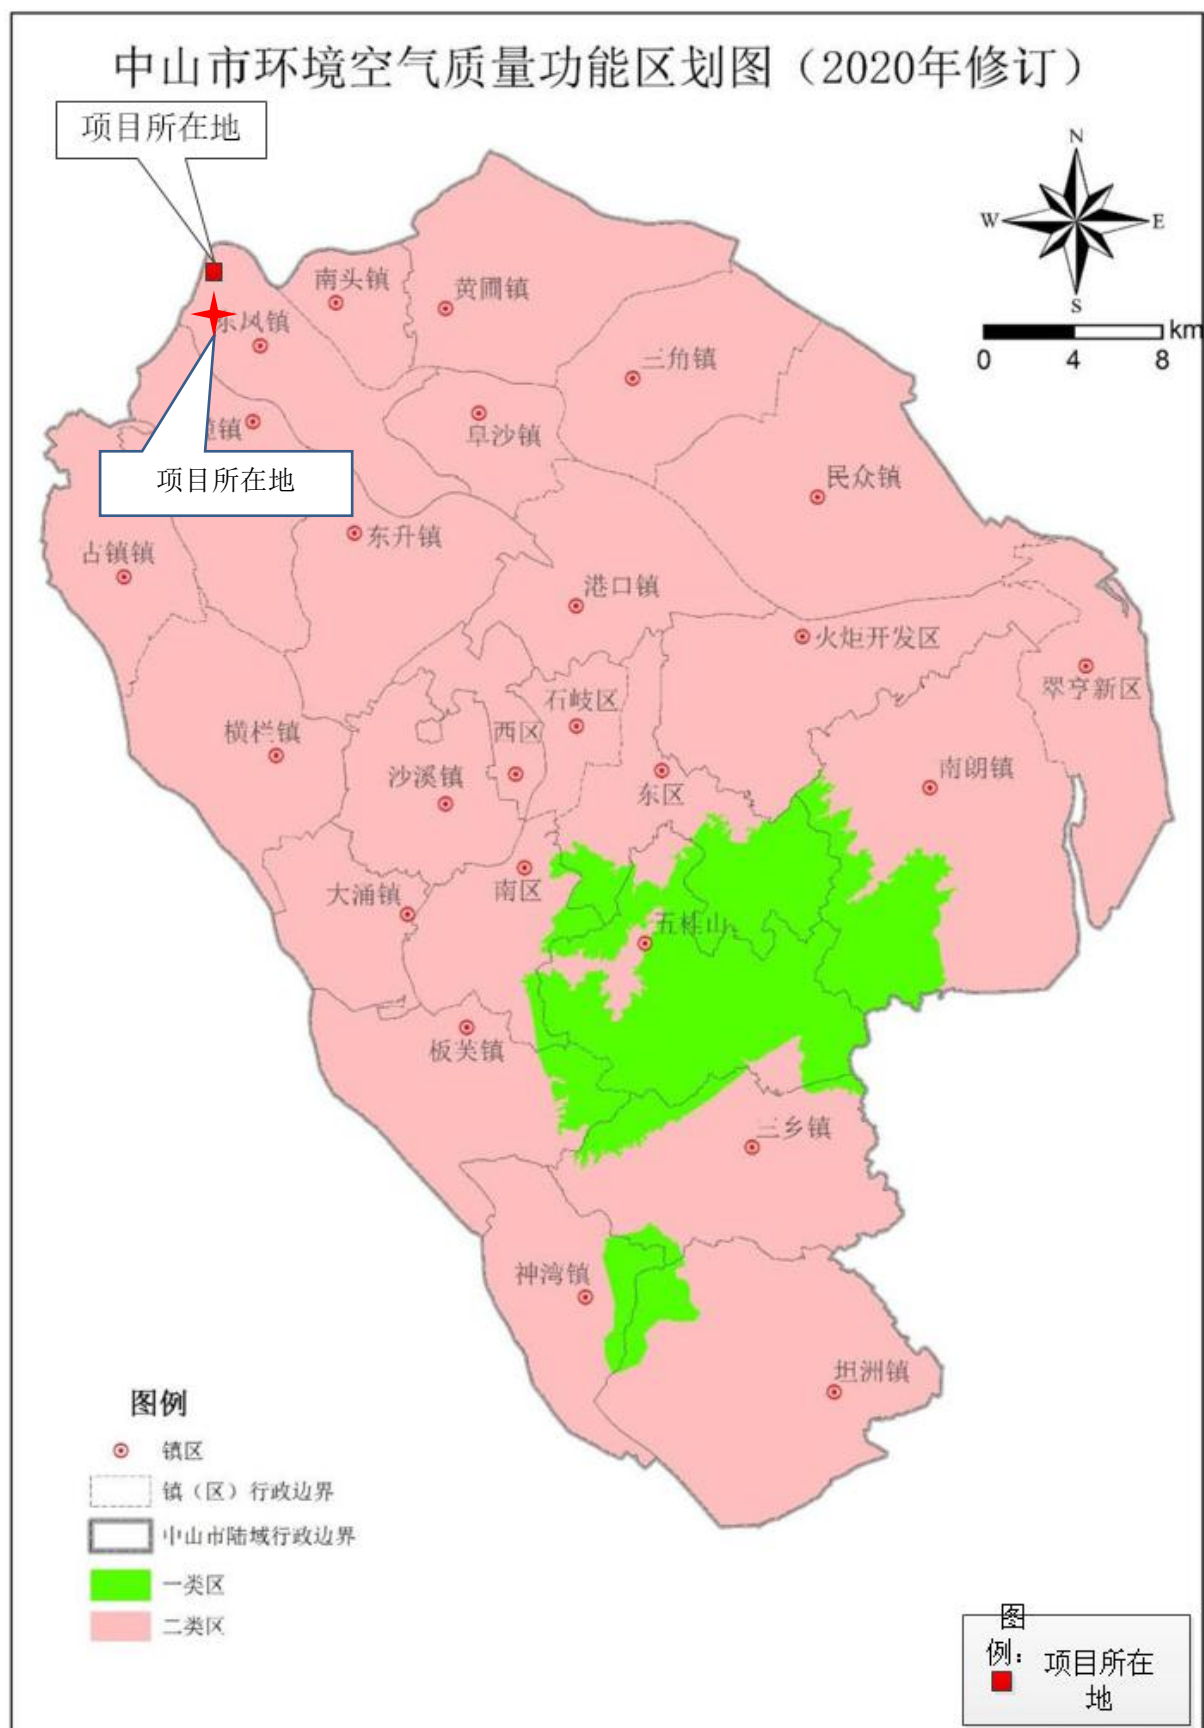 中山市环境空气质量功能区划图（2020年修订）
项目所在地
N
W
E
S
km
0
4
8
南头镇
黄圃镇
东凤镇
三角镇
镇
阜沙镇
项目所在地
民众镇
东升镇
古镇镇
港口镇
火炬开发区
翠亨新区
石岐区
西区
横栏镇
沙溪镇
东区
南朗镇
南区
大涌镇
五桂山
板芙镇
三乡镇
神湾镇
坦洲镇
图例
镇区
镇（区）行政边界
中山市陆域行政边界
一类区
二类区
图
例：
项目所在
地